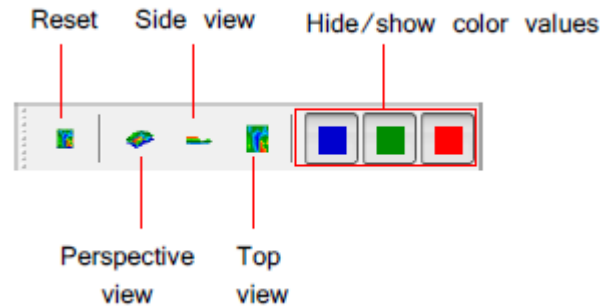 Reset Side view Hide/show color values
Perspective Top
view view